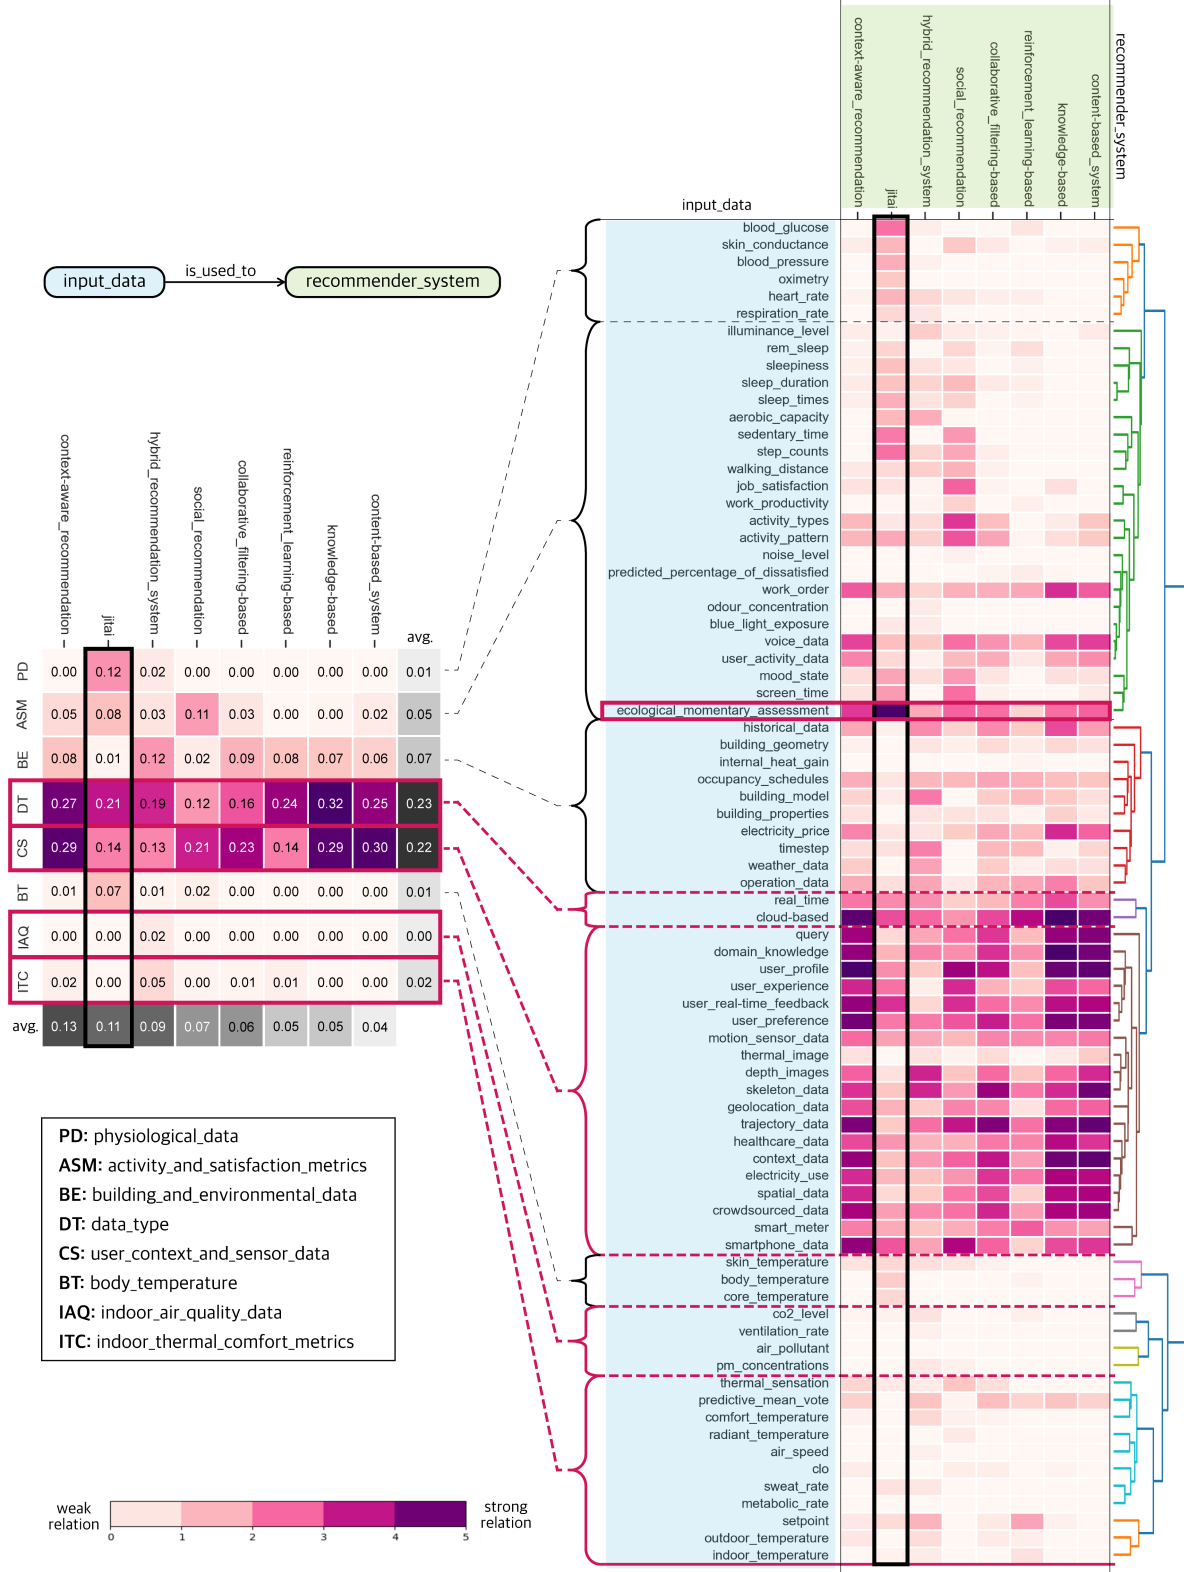 context-aware_recommendation
jitai
hybrid_recommendation_system
social_recommendation
collaborative_filtering-based
reinforcement_learning-based
knowledge-based
content-based_system
recommender_system
input_data
input_data
is_used_to
recommender_system
blood_glucose
skin_conductance
blood_pressure
oximetry
heart_rate
respiration_rate
illuminance_level
rem_sleep
sleepiness
sleep_duration
sleep_times
aerobic_capacity
sedentary_time
step_counts
walking_distance
job_satisfaction
work_productivity
activity_types
activity_pattern
noise_level
predicted_percentage_of_dissatisfied
work_order
odour_concentration
blue_light_exposure
voice_data
user_activity_data
mood_state
screen_time
ecological_momentary_assessment
historical_data
building_geometry
internal_heat_gain
occupancy_schedules
building_model
building_properties
electricity_price
timestep
weather_data
operation_data
real_time
cloud-based
query
domain_knowledge
user_profile
user_experience
user_real-time_feedback
user_preference
motion_sensor_data
thermal_image
depth_images
skeleton_data
geolocation_data
trajectory_data
healthcare_data
context_data
electricity_use
spatial_data
crowdsourced_data
smart_meter
smartphone_data
skin_temperature
body_temperature
core_temperature
co2_level
ventilation_rate
air_pollutant
pm_concentrations
thermal_sensation
predictive_mean_vote
comfort_temperature
radiant_temperature
air_speed
clo
sweat_rate
metabolic_rate
setpoint
outdoor_temperature
indoor_temperature
context-aware_recommendation
jitai
hybrid_recommendation_system
social_recommendation
collaborative_filtering-based
reinforcement_learning-based
knowledge-based
content-based_system
avg.
PD 0.00 0.12 0.02 0.00 0.00 0.00 0.00 0.00 0.01
ASM 0.05 0.08 0.03 0.11 0.03 0.00 0.00 0.02 0.05
BE 0.08 0.01 0.12 0.02 0.09 0.08 0.07 0.06 0.07
DT 0.27 0.21 0.19 0.12 0.16 0.24 0.32 0.25 0.23
CS 0.29 0.14 0.13 0.21 0.23 0.14 0.29 0.30 0.22
BT 0.01 0.07 0.01 0.02 0.00 0.00 0.00 0.00 0.01
IAQ 0.00 0.00 0.02 0.00 0.00 0.00 0.00 0.00 0.00
ITC 0.02 0.00 0.05 0.00 0.01 0.01 0.00 0.00 0.02
avg. 0.13 0.11 0.09 0.07 0.06 0.05 0.05 0.04
PD: physiological_data
ASM: activity_and_satisfaction_metrics
BE: building_and_environmental_data
DT: data_type
CS: user_context_and_sensor_data
BT: body_temperature
IAQ: indoor_air_quality_data
ITC: indoor_thermal_comfort_metrics
weak relation
0 1 2 3 4 5
strong relation